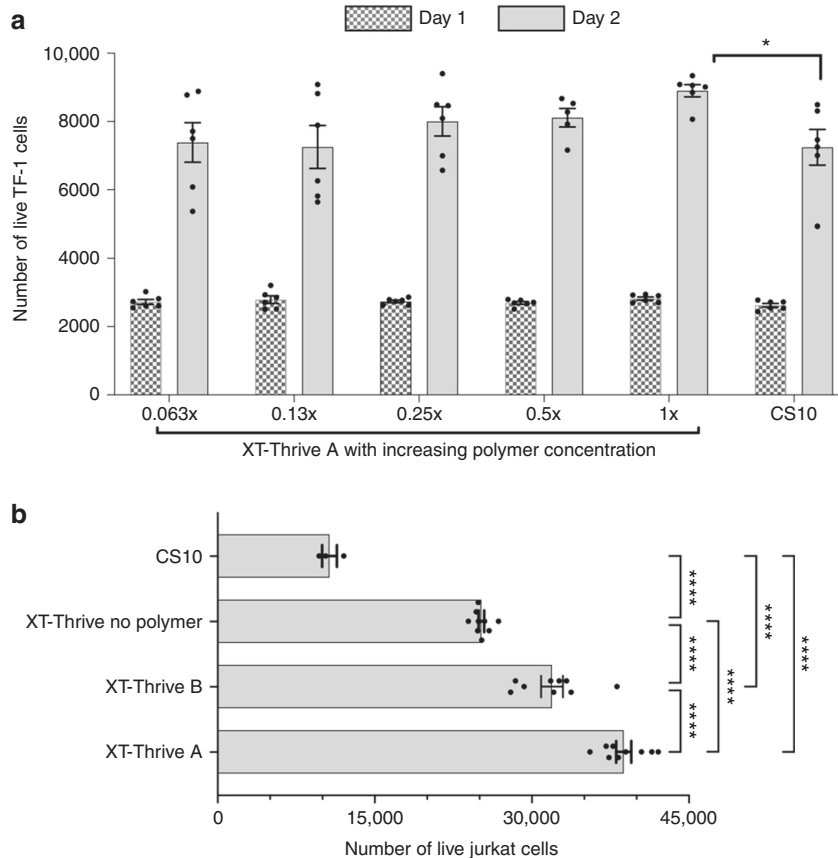 a
Day 1 Day 2
*
10,000
8000
6000
4000
2000
0
Number of live TF-1 cells
0.063x 0.13x 0.25x 0.5x 1x CS10
XT-Thrive A with increasing polymer concentration
b
CS10
XT-Thrive no polymer
XT-Thrive B
XT-Thrive A
****
****
****
****
****
****
0 15,000 30,000 45,000
Number of live jurkat cells